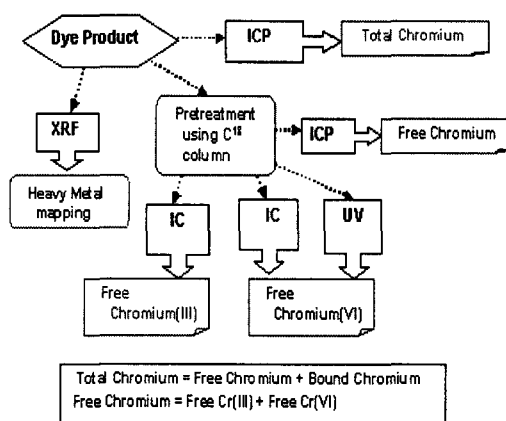 Dye Product
ICP
Total Chromium
XRF
Pretreatment
using C18
column
ICP
Free Chromium
Heavy Metal
mapping
IC
IC
UV
Free
Chromium(III)
Free
Chromium(VI)
Total Chromium = Free Chromium + Bound Chromium
Free Chromium = Free Cr(III) + Free Cr(VI)